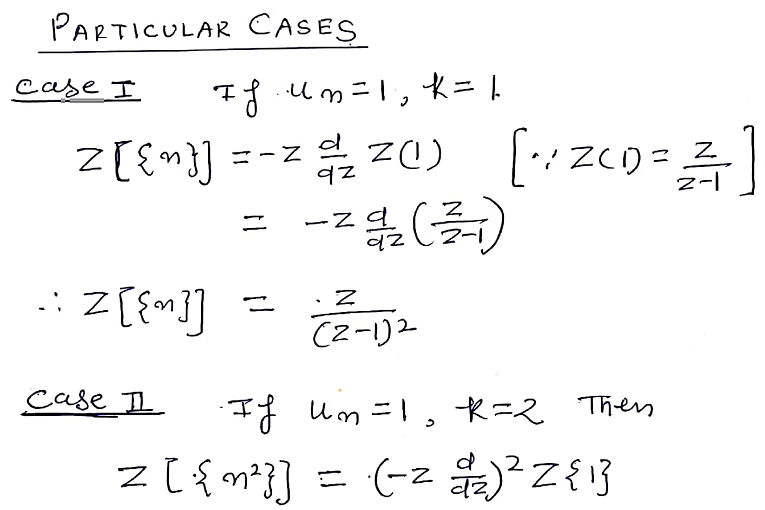 PARTICULAR CASES
Case I If uₙ = 1, k = 1.
Z[{n}] = -z d/dz Z(1) [∵ Z(1) = z/(z-1)]
= -z d/dz (z/(z-1))
∴ Z[{n}] = z/(z-1)²
Case II If uₙ = 1, k = 2 Then
Z[{n²}] = (-z d/dz)² Z{1}